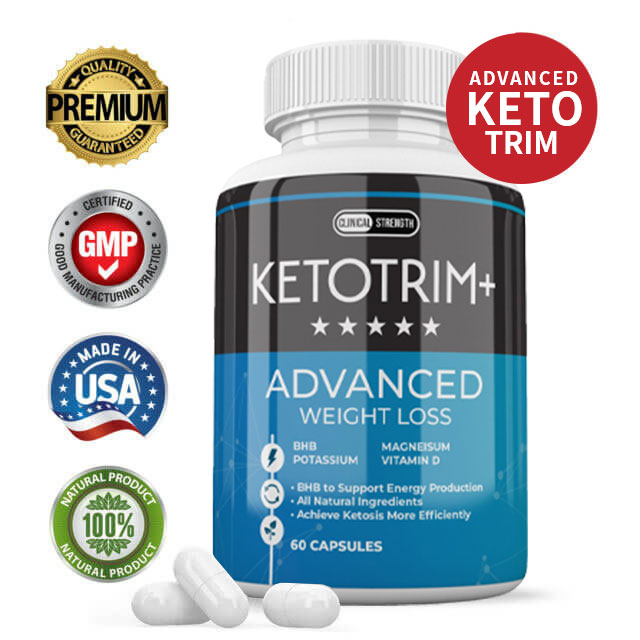 QUALITY
PREMIUM
GUARANTEED
CERTIFIED
GMP
GOOD MANUFACTURING PRACTICE
MADE IN
USA
NATURAL PRODUCT
100%
NATURAL PRODUCT
ADVANCED
KETO
TRIM
CLINICAL STRENGTH
KETOTRIM+
ADVANCED
WEIGHT LOSS
BHB MAGNEISUM
POTASSIUM VITAMIN D
• BHB to Support Energy Production
• All Natural Ingredients
• Achieve Ketosis More Efficiently
60 CAPSULES